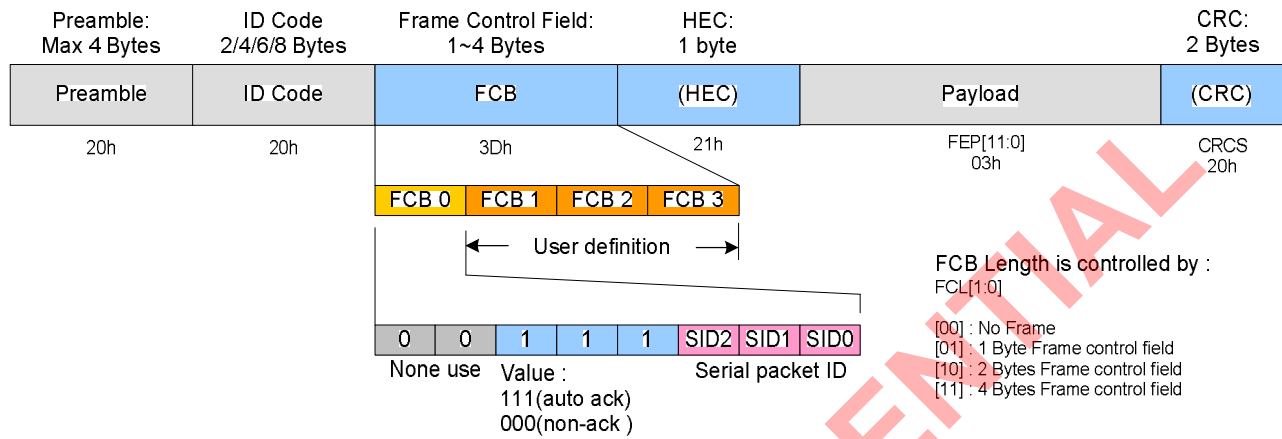 Preamble:
Max 4 Bytes
ID Code
2/4/6/8 Bytes
Frame Control Field:
1~4 Bytes
HEC:
1 byte
CRC:
2 Bytes
Preamble
ID Code
FCB
(HEC)
Payload
(CRC)
20h
20h
3Dh
21h
FEP[11:0]
03h
CRCS
20h
FCB 0
FCB 1
FCB 2
FCB 3
User definition
0
0
1
1
1
SID2
SID1
SID0
None use
Value :
111(auto ack)
000(non-ack )
Serial packet ID
FCB Length is controlled by :
FCL[1:0]
[00] : No Frame
[01] : 1 Byte Frame control field
[10] : 2 Bytes Frame control field
[11] : 4 Bytes Frame control field
ENTIAL